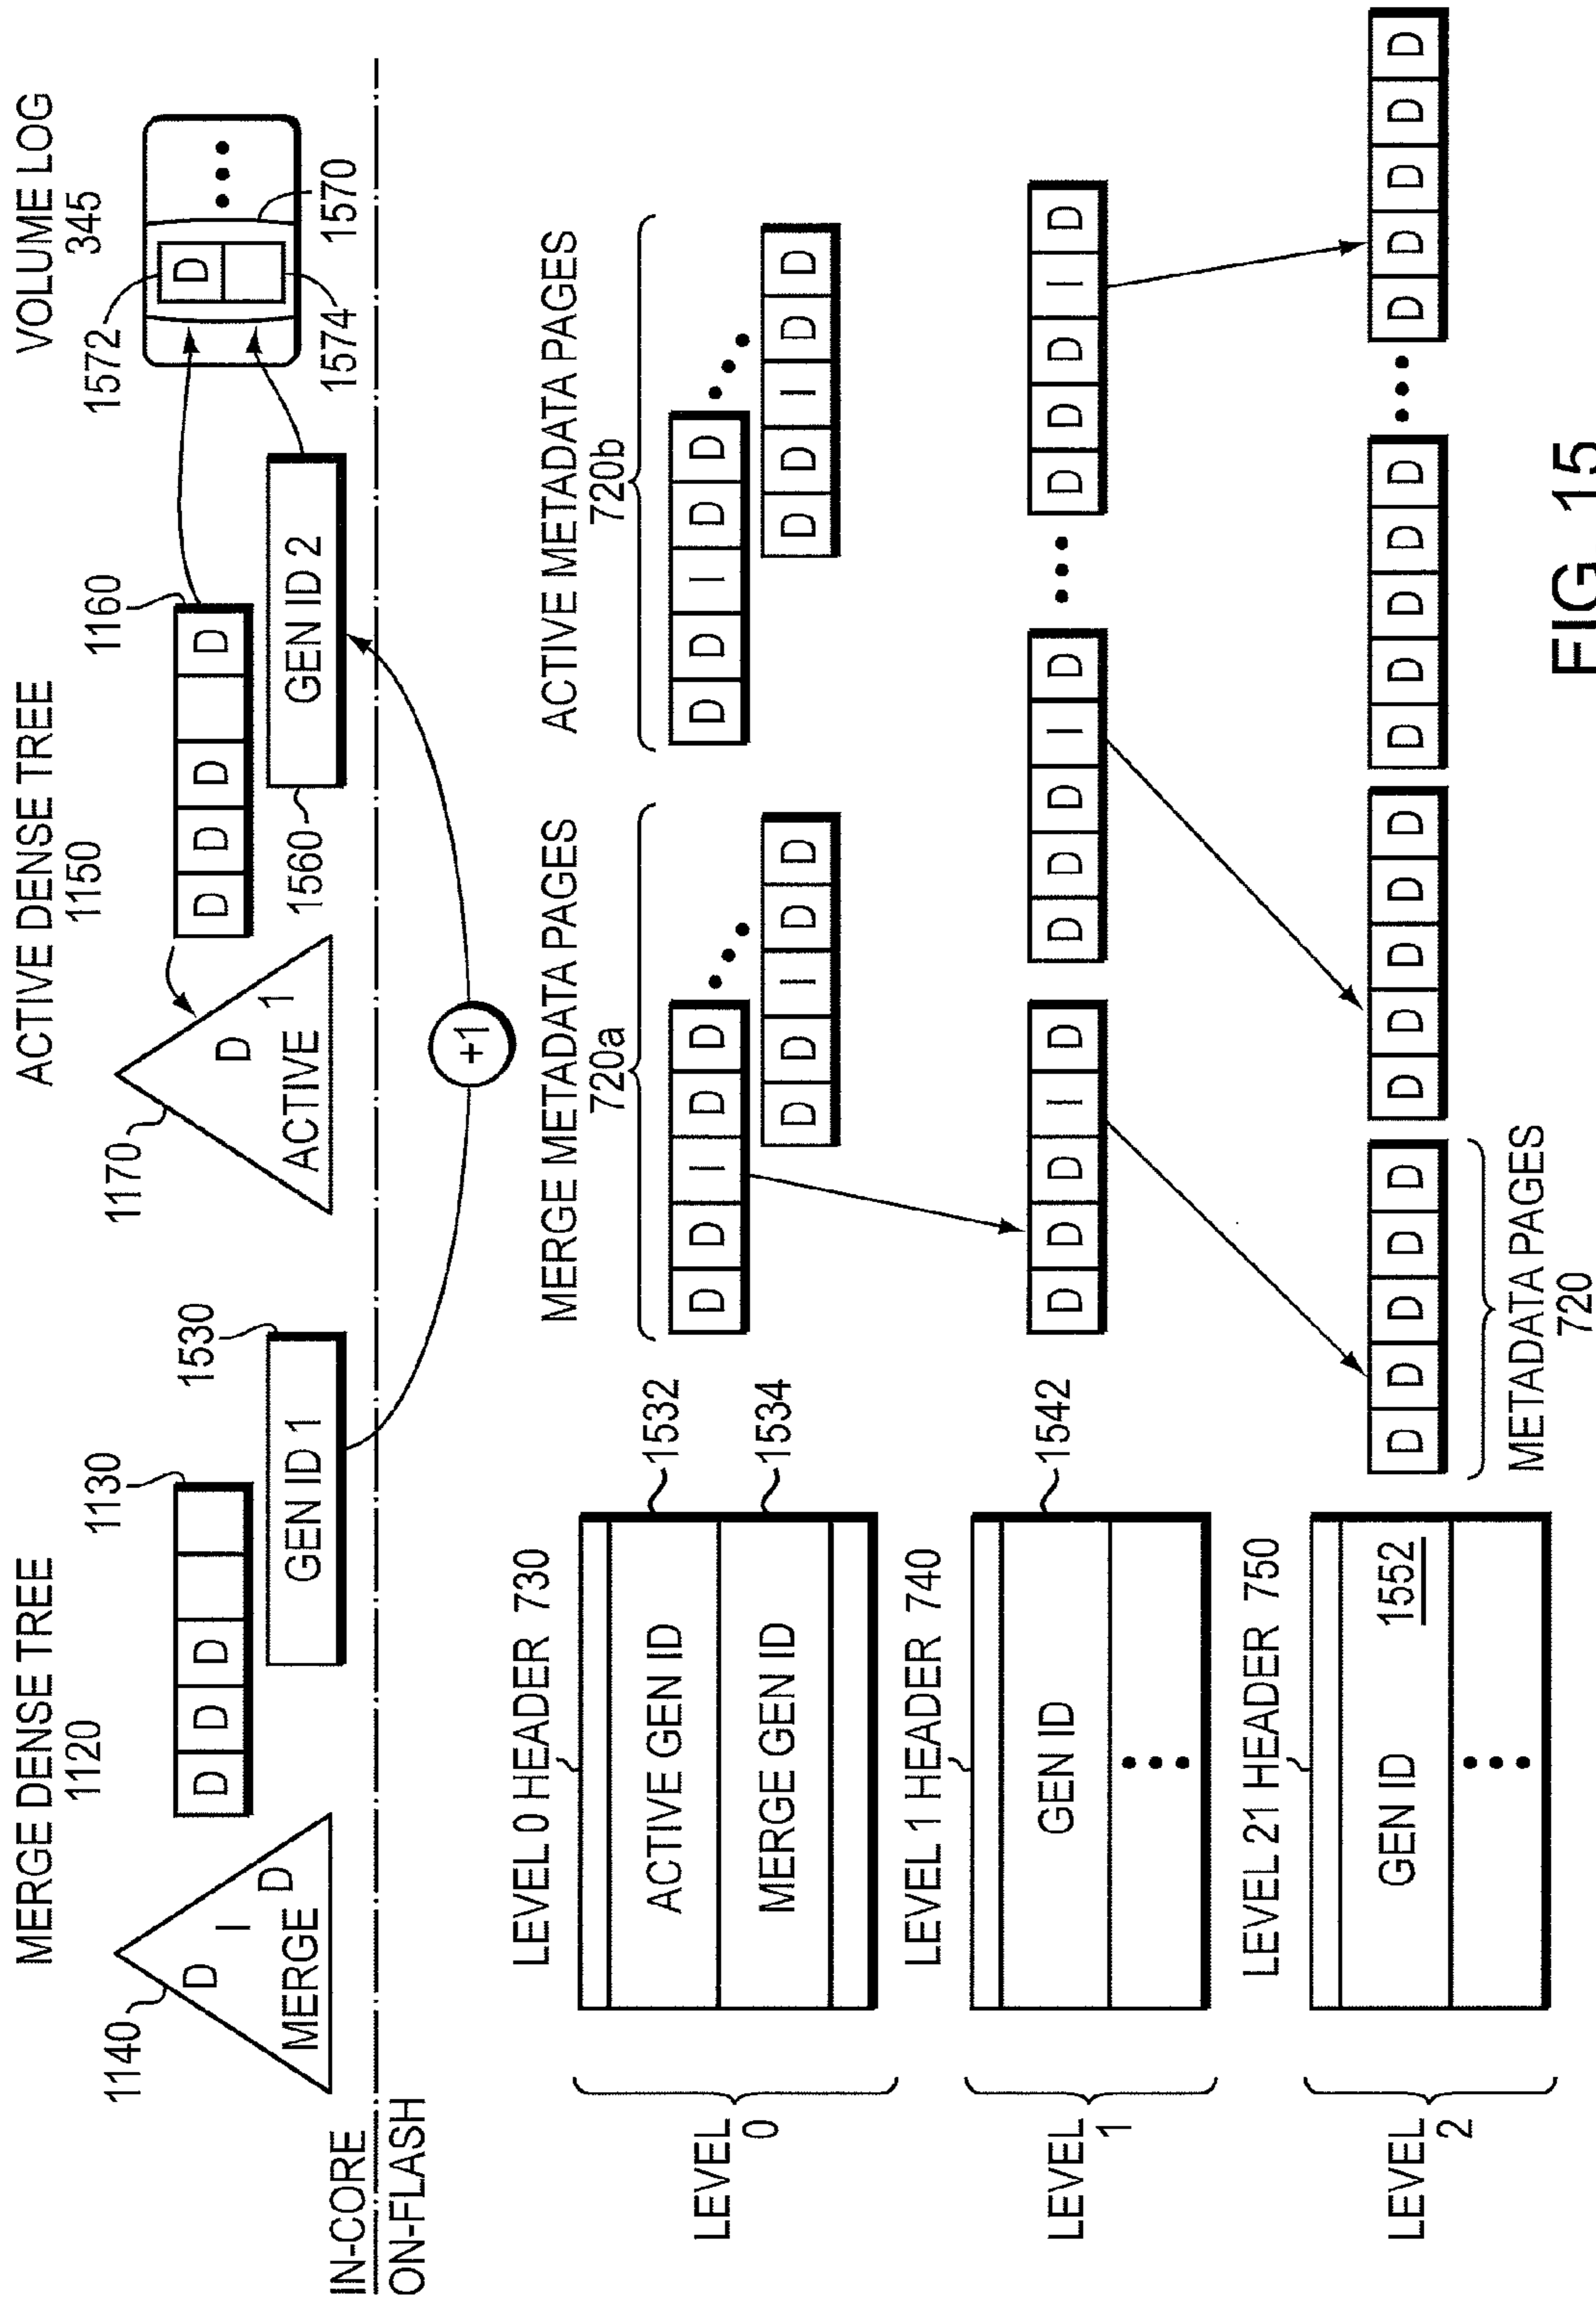 MERGE DENSE TREE
1120
ACTIVE DENSE TREE
1150
VOLUME LOG
345
1140
D
I
D
MERGE
1130
D D D
GEN ID 1
1530
1170
D
ACTIVE 1
1160
D D D D
GEN ID 2
1560
1572
D
1574
1570
IN-CORE
ON-FLASH
+1
LEVEL 0
LEVEL 0 HEADER 730
ACTIVE GEN ID
MERGE GEN ID
1532
1534
MERGE METADATA PAGES
720a
D D I D D
D D I D D
ACTIVE METADATA PAGES
720b
D D I D D
D D I D D
LEVEL 1
LEVEL 1 HEADER 740
GEN ID
1542
D D D I D
D D D I D
D D D I D
LEVEL 2
LEVEL 21 HEADER 750
GEN ID 1552
D D D D D
D D D D D
D D D D D
D D D D D
METADATA PAGES
720
FIG. 15